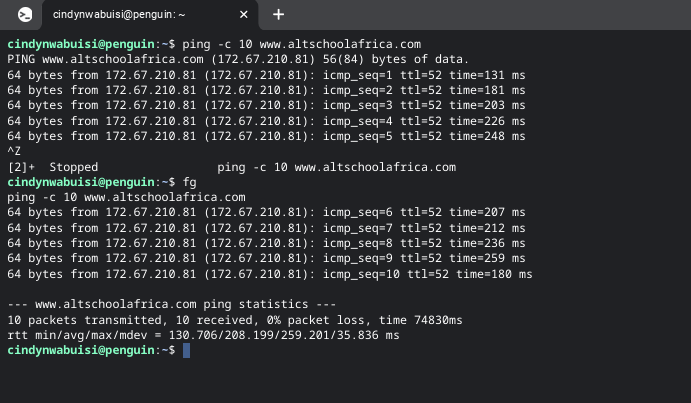 cindynwabuisi@penguin: ~
cindynwabuisi@penguin:~$ ping -c 10 www.altschoolafrica.com
PING www.altschoolafrica.com (172.67.210.81) 56(84) bytes of data.
64 bytes from 172.67.210.81 (172.67.210.81): icmp_seq=1 ttl=52 time=131 ms
64 bytes from 172.67.210.81 (172.67.210.81): icmp_seq=2 ttl=52 time=181 ms
64 bytes from 172.67.210.81 (172.67.210.81): icmp_seq=3 ttl=52 time=203 ms
64 bytes from 172.67.210.81 (172.67.210.81): icmp_seq=4 ttl=52 time=226 ms
64 bytes from 172.67.210.81 (172.67.210.81): icmp_seq=5 ttl=52 time=248 ms
^Z
[2]+  Stopped                 ping -c 10 www.altschoolafrica.com
cindynwabuisi@penguin:~$ fg
ping -c 10 www.altschoolafrica.com
64 bytes from 172.67.210.81 (172.67.210.81): icmp_seq=6 ttl=52 time=207 ms
64 bytes from 172.67.210.81 (172.67.210.81): icmp_seq=7 ttl=52 time=212 ms
64 bytes from 172.67.210.81 (172.67.210.81): icmp_seq=8 ttl=52 time=236 ms
64 bytes from 172.67.210.81 (172.67.210.81): icmp_seq=9 ttl=52 time=259 ms
64 bytes from 172.67.210.81 (172.67.210.81): icmp_seq=10 ttl=52 time=180 ms
--- www.altschoolafrica.com ping statistics ---
10 packets transmitted, 10 received, 0% packet loss, time 74830ms
rtt min/avg/max/mdev = 130.706/208.199/259.201/35.836 ms
cindynwabuisi@penguin:~$